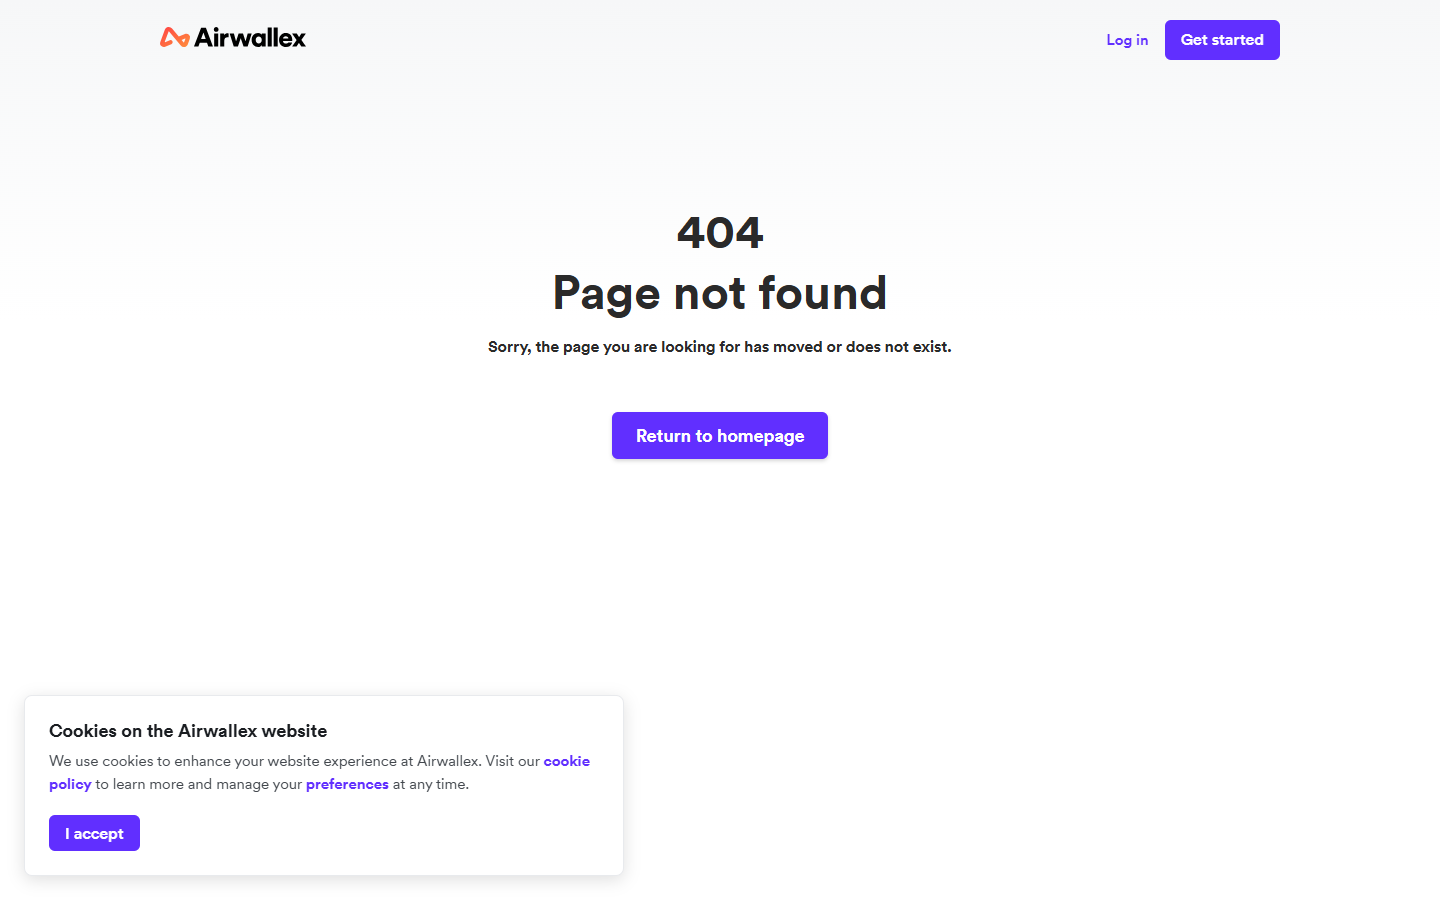 Airwallex
Log in
Get started
404
Page not found
Sorry, the page you are looking for has moved or does not exist.
Return to homepage
Cookies on the Airwallex website
We use cookies to enhance your website experience at Airwallex. Visit our cookie
policy to learn more and manage your preferences at any time.
I accept